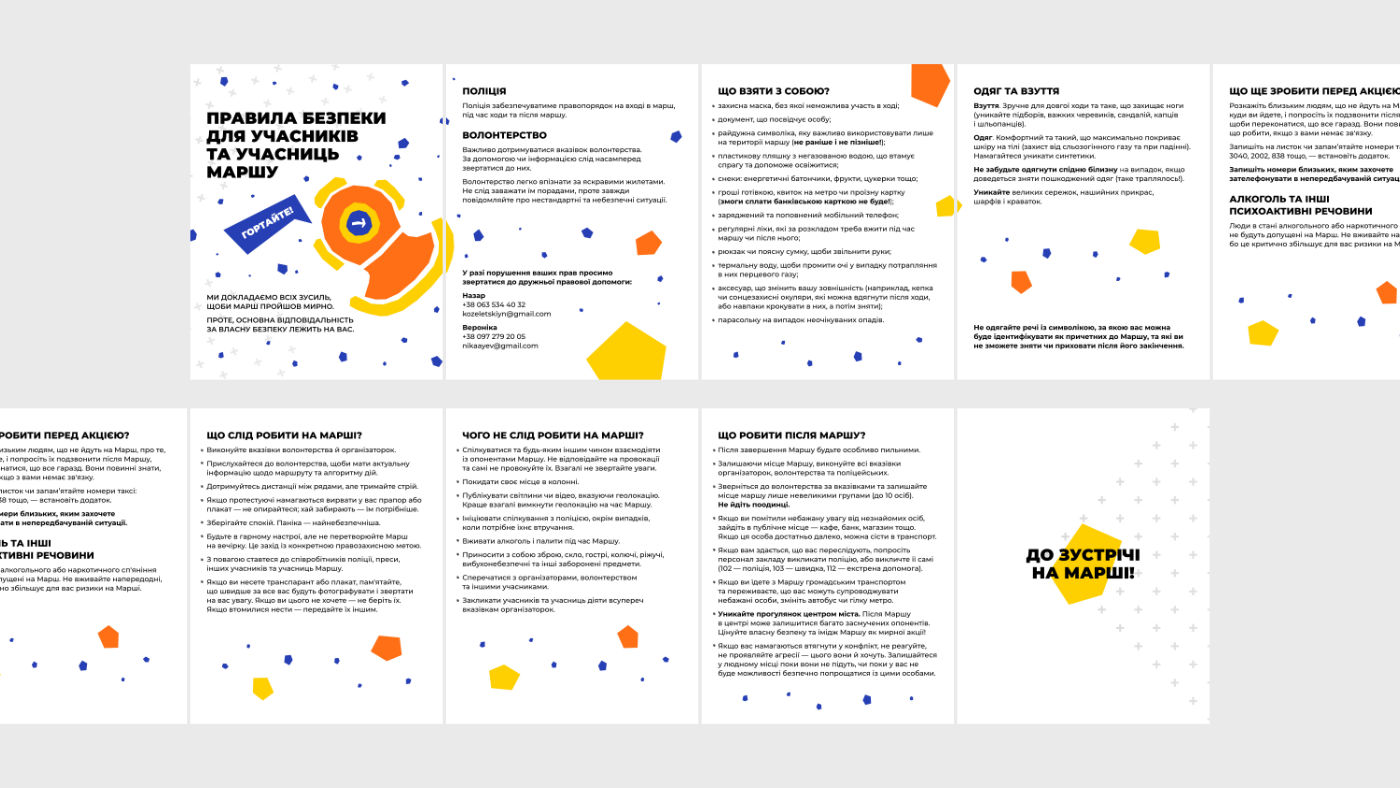 ПРАВИЛА БЕЗПЕКИ
ДЛЯ УЧАСНИКІВ
ТА УЧАСНИЦЬ
МАРШУ
ГОРТАЙТЕ!
МИ ДОКЛАДАЄМО ВСІХ ЗУСИЛЬ,
ЩОБИ МАРШ ПРОЙШОВ МИРНО.
ПРОТЕ, ОСНОВНА ВІДПОВІДАЛЬНІСТЬ
ЗА ВЛАСНУ БЕЗПЕКУ ЛЕЖИТЬ НА ВАС.
ПОЛІЦІЯ
Поліція забезпечуватиме правопорядок на вході в марш,
під час ходи та після маршу.
ВОЛОНТЕРСТВО
Важливо дотримуватися вказівок волонтерства.
За допомогою чи інформацією слід насамперед
звертатися до них.
Волонтерство легко впізнати за яскравими жилетами.
Не слід заважати їм порадами, проте завжди
повідомляйте про нестандартні та небезпечні ситуації.
У разі порушення ваших прав просимо
звертатися до дружньої правової допомоги:
Назар
+38 063 534 40 32
kozeletskiyn@gmail.com
Вероніка
+38 097 279 20 05
nikaayev@gmail.com
ЩО ВЗЯТИ З СОБОЮ?
захисна маска, без якої неможлива участь в ході;
документ, що посвідчує особу;
райдужна символіка, яку важливо використовувати лише
на території маршу (не раніше і не пізніше!);
пластикову пляшку з негазованою водою, що втамує
спрагу та допоможе освіжитися;
снеки: енергетичні батончики, фрукти, цукерки тощо;
гроші готівкою, квиток на метро чи проїзну картку
(змоги сплати банківською карткою не буде!);
заряджений та поповнений мобільний телефон;
регулярні ліки, які за розкладом треба вжити під час
маршу чи після нього;
рюкзак чи поясну сумку, щоби звільнити руки;
термальну воду, щоби промити очі у випадку потрапляння
в них перцевого газу;
аксесуар, що змінить вашу зовнішність (наприклад, кепка
чи сонцезахисні окуляри, які можна вдягнути після ходи,
або навпаки крокувати в них, а потім зняти);
парасольку на випадок неочікуваних опадів.
ОДЯГ ТА ВЗУТТЯ
Взуття. Зручне для довгої ходи та таке, що захищає ноги
(уникайте підборів, важких черевиків, сандалій, капців
і шльопанців).
Одяг. Комфортний та такий, що максимально покриває
шкіру на тілі (захист від сльозогінного газу та при падінні).
Намагайтеся уникати синтетики.
Не забудьте одягнути спідню білизну на випадок, якщо
доведеться зняти пошкоджений одяг (таке траплялось!).
Уникайте великих сережок, нашийних прикрас,
шарфів і краваток.
Не одягайте речі із символікою, за якою вас можна
буде ідентифікувати як причетних до Маршу, та які ви
не зможете зняти чи приховати після його закінчення.
ЩО ЩЕ ЗРОБИТИ ПЕРЕД АКЦІЄЮ
Розкажіть близьким людям, що не йдуть на М
куди ви йдете, і попросіть їх подзвонити після
щоби переконатися, що все гаразд. Вони пови
що робити, якщо з вами немає зв'язку.
Запишіть на листок чи запам'ятайте номери т
3040, 2002, 838 тощо, — встановіть додаток.
Запишіть номери близьких, яким захочете
зателефонувати в непередбачуваній ситуац
АЛКОГОЛЬ ТА ІНШІ
ПСИХОАКТИВНІ РЕЧОВИНИ
Люди в стані алкогольного або наркотичного
не будуть допущені на Марш. Не вживайте на
бо це критично збільшує для вас ризики на М
РОБИТИ ПЕРЕД АКЦІЄЮ?
изьким людям, що не йдуть на Марш, про те,
е, і попросіть їх подзвонити після Маршу,
натися, що все гаразд. Вони повинні знати,
кщо з вами немає зв'язку.
листок чи запам'ятайте номери таксі:
38 тощо, — встановіть додаток.
мери близьких, яким захочете
ати в непередбачуваній ситуації.
Ь ТА ІНШІ
КТИВНІ РЕЧОВИНИ
алкогольного або наркотичного сп'яніння
пущені на Марш. Не вживайте напередодні,
но збільшує для вас ризики на Марші.
ЩО СЛІД РОБИТИ НА МАРШІ?
Виконуйте вказівки волонтерства й організаторок.
Прислухайтеся до волонтерства, щоби мати актуальну
інформацію щодо маршруту та алгоритму дій.
Дотримуйтесь дистанції між рядами, але тримайте стрій.
Якщо протестуючі намагаються вирвати у вас прапор або
плакат — не опирайтеся; хай забирають — їм потрібніше.
Зберігайте спокій. Паніка — найнебезпечніша.
Будьте в гарному настрої, але не перетворюйте Марш
на вечірку. Це захід із конкретною правозахисною метою.
З повагою ставтеся до співробітників поліції, преси,
інших учасників та учасниць Маршу.
Якщо ви несете транспарант або плакат, пам'ятайте,
що швидше за все вас будуть фотографувати і звертати
на вас увагу. Якщо ви цього не хочете — не беріть їх.
Якщо втомилися нести — передайте їх іншим.
ЧОГО НЕ СЛІД РОБИТИ НА МАРШІ?
Спілкуватися та будь-яким іншим чином взаємодіяти
із опонентами Маршу. Не відповідайте на провокації
та самі не провокуйте їх. Взагалі не звертайте уваги.
Покидати своє місце в колонні.
Публікувати світлини чи відео, вказуючи геолокацію.
Краще взагалі вимкнути геолокацію на час Маршу.
Ініціювати спілкування з поліцією, окрім випадків,
коли потрібне їхнє втручання.
Вживати алкоголь і палити під час Маршу.
Приносити з собою зброю, скло, гострі, колючі, ріжучі,
вибухонебезпечні та інші заборонені предмети.
Сперечатися з організаторами, волонтерством
та іншими учасниками.
Закликати учасників та учасниць діяти всупереч
вказівкам організаторок.
ЩО РОБИТИ ПІСЛЯ МАРШУ?
Після завершення Маршу будьте особливо пильними.
Залишаючи місце Маршу, виконуйте всі вказівки
організаторок, волонтерства та поліцейських.
Зверніться до волонтерства за вказівками та залишайте
місце маршу лише невеликими групами (до 10 осіб).
Не йдіть поодинці.
Якщо ви помітили небажану увагу від незнайомих осіб,
зайдіть в публічне місце — кафе, банк, магазин тощо.
Якщо ця особа достатньо далеко, можна сісти в транспорт.
Якщо вам здається, що вас переслідують, попросіть
персонал закладу викликати поліцію, або викличте її самі
(102 — поліція, 103 — швидка, 112 — екстрена допомога).
Якщо ви їдете з Маршу громадським транспортом
та переживаєте, що вас можуть супроводжувати
небажані особи, змініть автобус чи гілку метро.
Уникайте прогулянок центром міста. Після Маршу
в центрі може залишитися багато засмучених опонентів.
Цінуйте власну безпеку та імідж Маршу як мирної акції!
Якщо вас намагаються втягнути у конфлікт, не реагуйте,
не проявляйте агресії — цього вони й хочуть. Залишайтеся
у людному місці поки вони не підуть, чи поки у вас не
буде можливості безпечно попрощатися із цими особами.
ДО ЗУСТРІЧІ
НА МАРШІ!